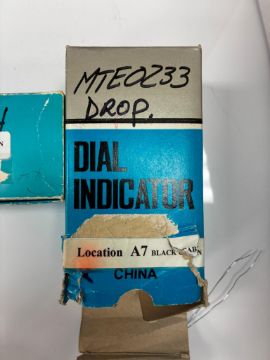 MTE0233
DROP.
DIAL
INDICATOR
Location A7 BLACK
CHINA